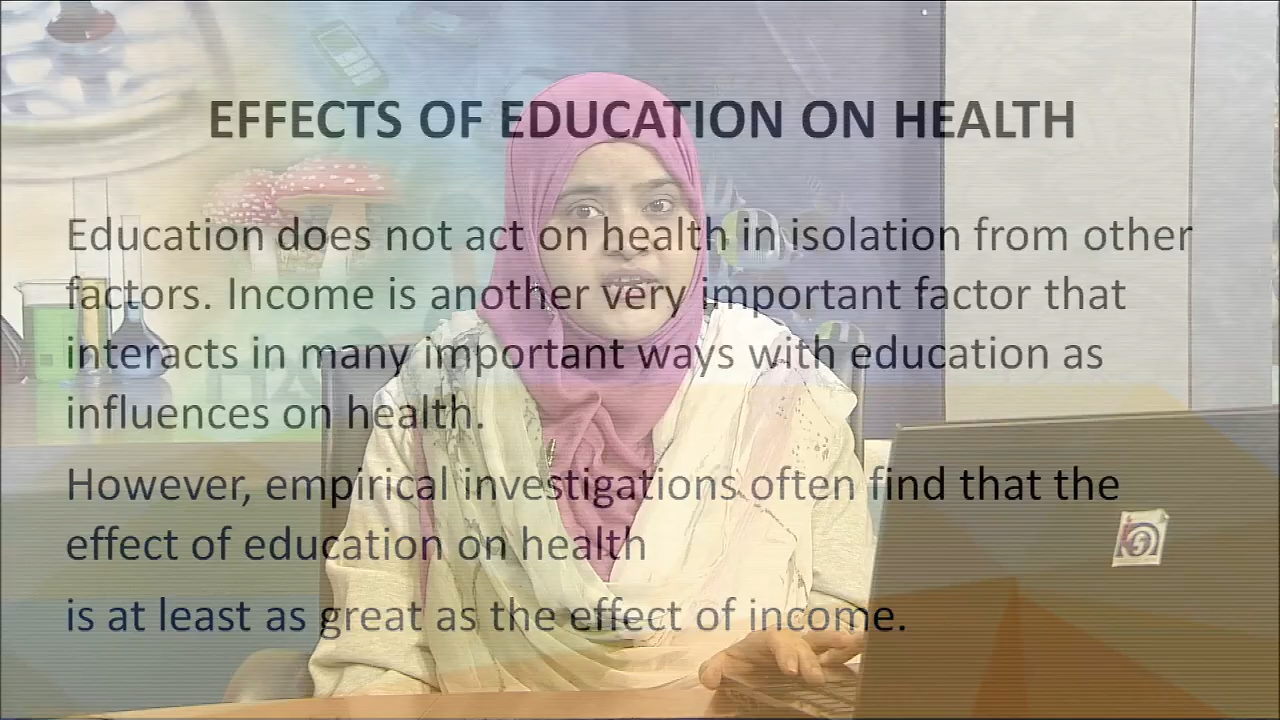 EFFECTS OF EDUCATION ON HEALTH
Education does not act on health in isolation from other
factors. Income is another very important factor that
interacts in many important ways with education as
influences on health.
However, empirical investigations often find that the
effect of education on health
is at least as great as the effect of income.